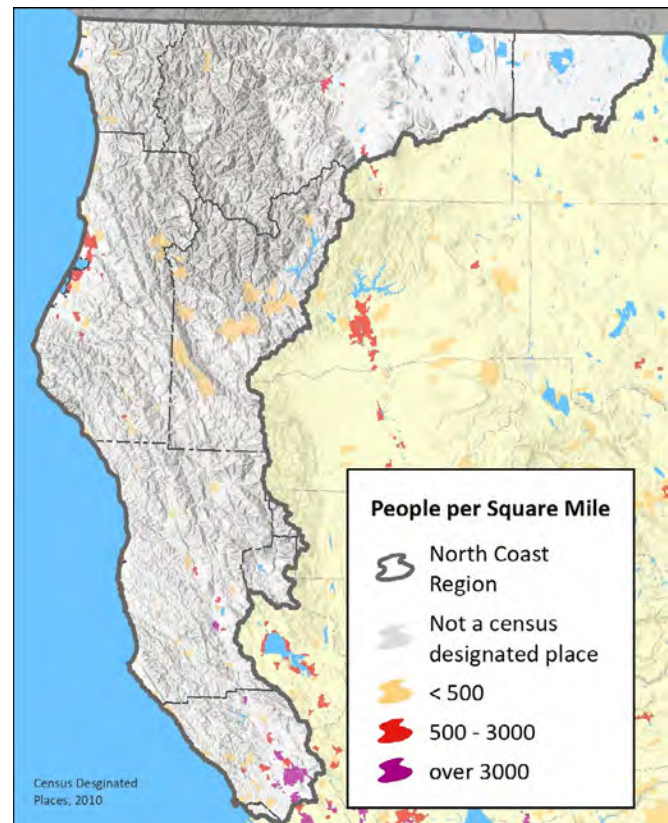 People per Square Mile
North Coast
Region
Not a census
designated place
< 500
500 - 3000
over 3000
Census Desginated
Places, 2010